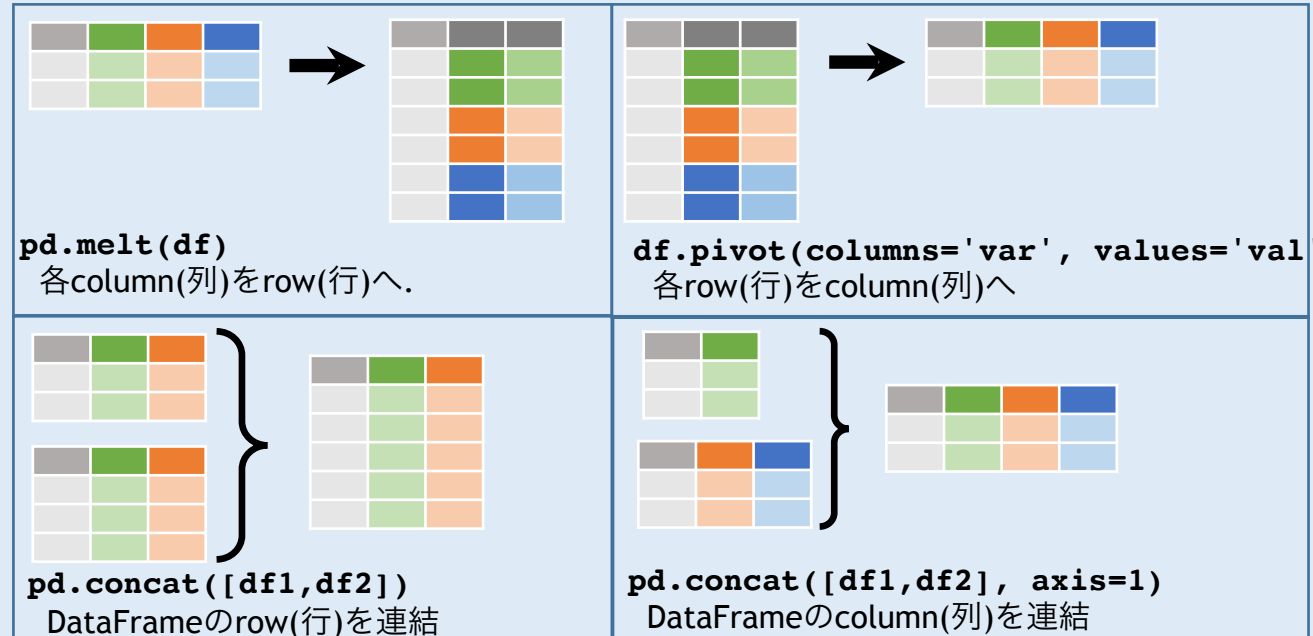 pd.melt(df)
各column(列)をrow(行)へ.
df.pivot(columns='var', values='val'
各row(行)をcolumn(列)へ
pd.concat([df1,df2])
DataFrameのrow(行)を連結
pd.concat([df1,df2], axis=1)
DataFrameのcolumn(列)を連結